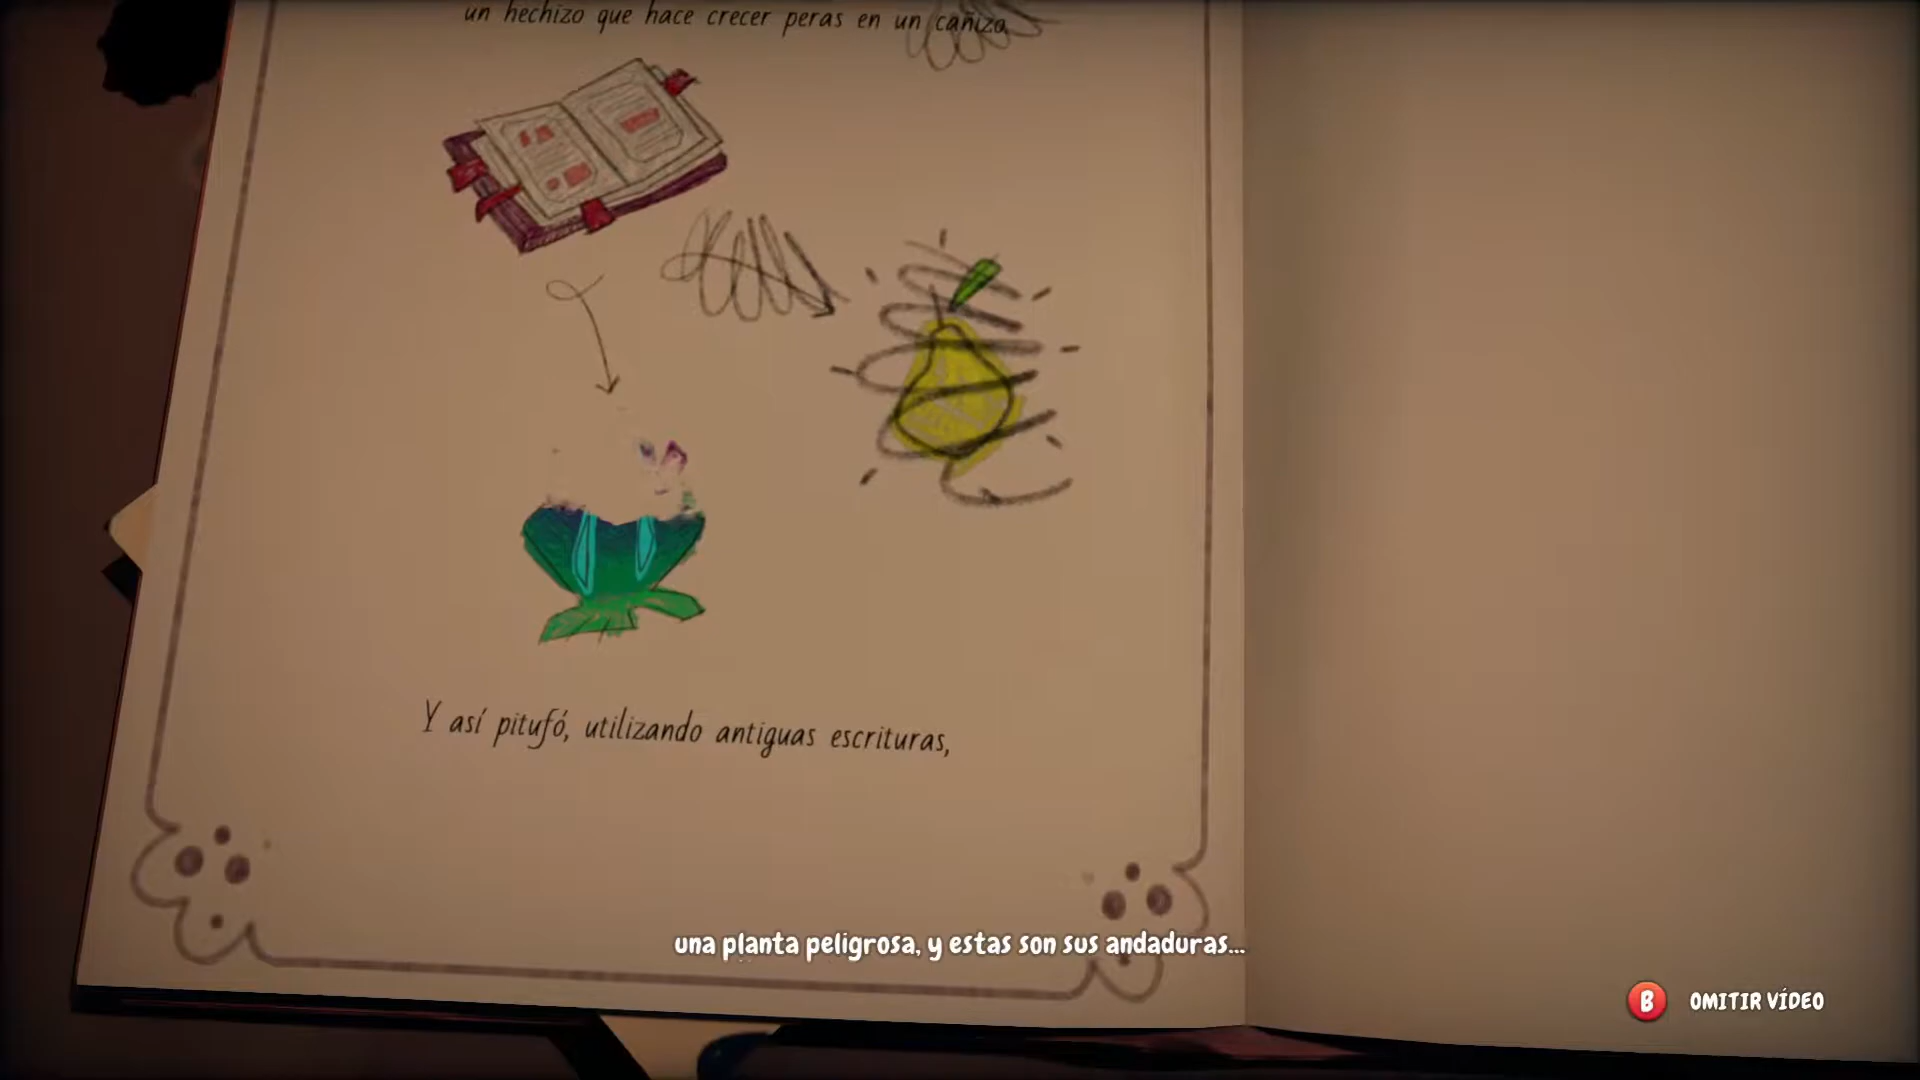 un hechizo que hace crecer peras en un cañizo.
Y así pitufó, utilizando antiguas escrituras,
una planta peligrosa, y estas son sus andaduras...
B OMITIR VÍDEO